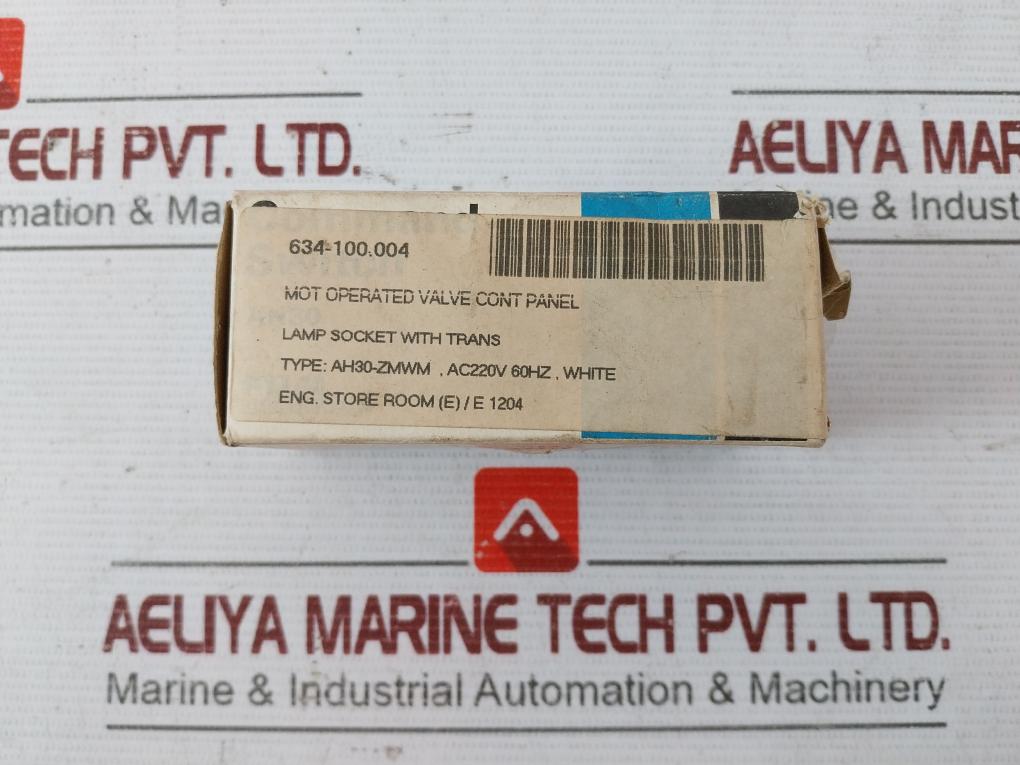 TECH PVT. LTD.
mation & Ma
AELIYA MAR
ne & Indust
634-100.004
MOT OPERATED VALVE CONT PANEL
LAMP SOCKET WITH TRANS
TYPE: AH30-ZMWM , AC220V 60HZ , WHITE
ENG. STORE ROOM (E) / E 1204
AELIYA MARINE TECH PVT. LTD.
Marine & Industrial Automation & Machinery